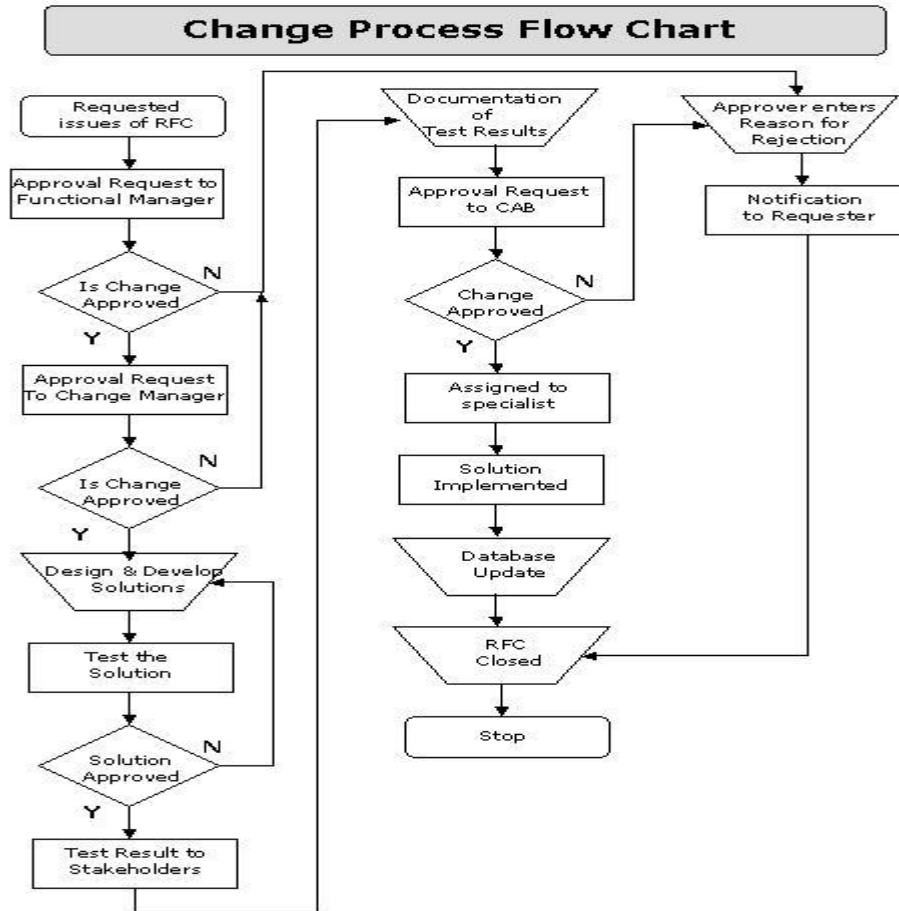 Change Process Flow Chart
Requested
issues of RFC
Approval Request to
Functional Manager
Is Change
Approved
N
Y
Approval Request
To Change Manager
Is Change
Approved
N
Y
Design & Develop
Solutions
Test the
Solution
Solution
Approved
N
Y
Test Result to
Stakeholders
Documentation
of
Test Results
Approval Request
to CAB
Change
Approved
N
Y
Assigned to
specialist
Solution
Implemented
Database
Update
RFC
Closed
Stop
Approver enters
Reason for
Rejection
Notification
to Requester